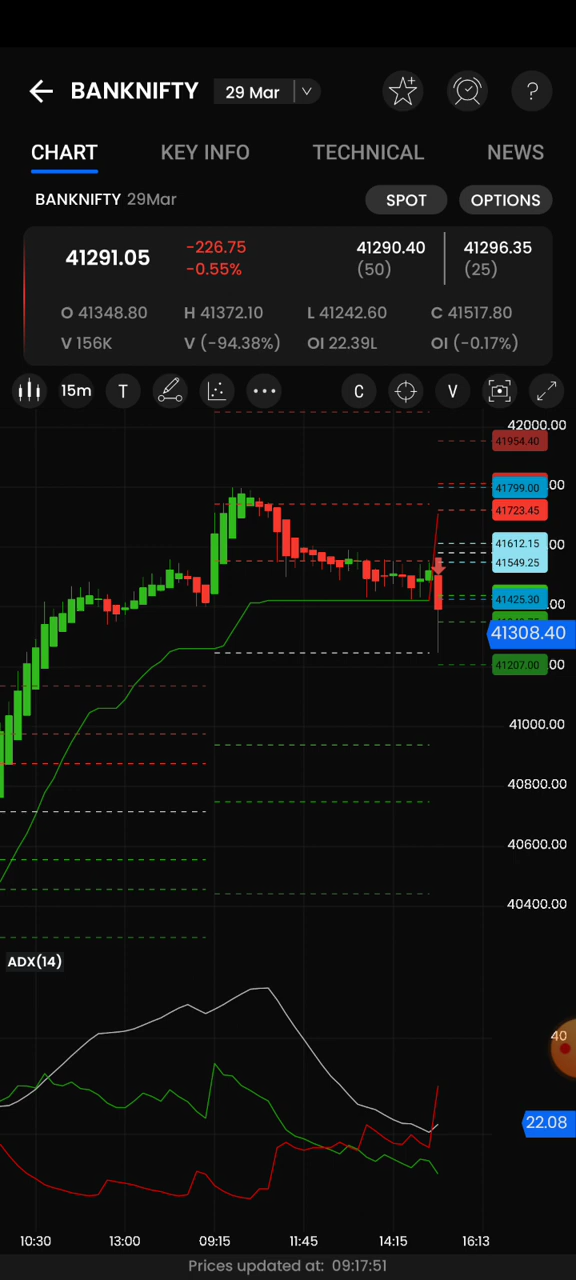 BANKNIFTY 29 Mar
CHART KEY INFO TECHNICAL NEWS
BANKNIFTY 29Mar SPOT OPTIONS
41291.05 -226.75 41290.40 41296.35
-0.55% (50) (25)
O 41348.80 H 41372.10 L 41242.60 C 41517.80
V 156K V (-94.38%) OI 22.39L OI (-0.17%)
15m T C V
42000.00
41954.40
41799.00
41723.45
41612.15
41549.25
41425.30
41308.40
41207.00
41000.00
40800.00
40600.00
40400.00
ADX(14)
40
22.08
10:30 13:00 09:15 11:45 14:15 16:13
Prices updated at: 09:17:51